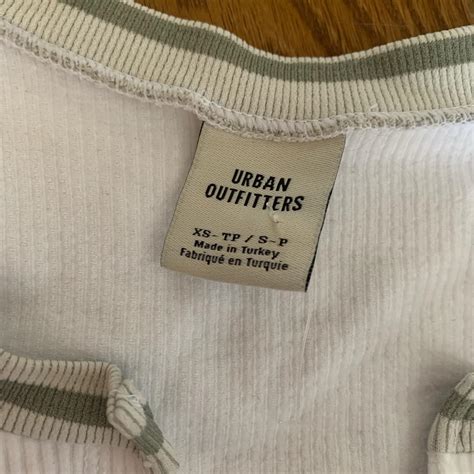 URBAN
OUTFITTERS
XS-TP / S-P
Made in Turkey
Fabriqué en Turquie